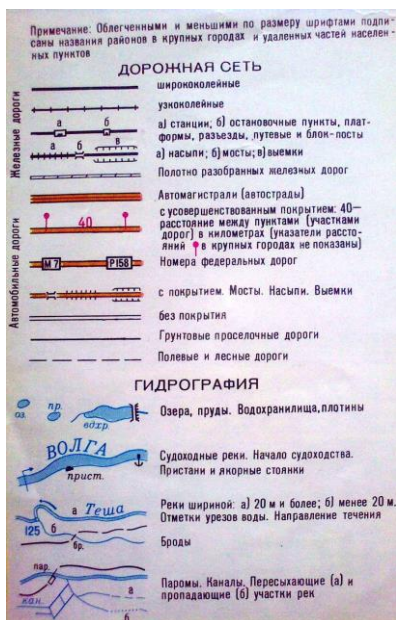 Примечание: Облегченными и меньшими по размеру шрифтами подпи-
саны названия районов в крупных городах и удаленных частей населен-
ных пунктов
ДОРОЖНАЯ СЕТЬ
Железные дороги
ширококолейные
узкоколейные
а б
а) станции; б) остановочные пункты, плат-
формы, разъезды, путевые и блок-посты
а б в
а) насыпи; б) мосты; в) выемки
Полотно разобранных железных дорог
Автомобильные дороги
Автомагистрали (автострады)
40
с усовершенствованным покрытием: 40—
расстояние между пунктами (участками
дорог) в километрах (указатели расстоя-
яний в крупных городах не показаны)
М 7 Р158
Номера федеральных дорог
с покрытием. Мосты. Насыпи. Выемки
без покрытия
Грунтовые проселочные дороги
Полевые и лесные дороги
ГИДРОГРАФИЯ
оз. пр. вдхр.
Озера, пруды. Водохранилища, плотины
ВОЛГА
прист.
Судоходные реки. Начало судоходства.
Пристани и якорные стоянки
а Теша
125 б
бр.
Реки шириной: а) 20 м и более; б) менее 20 м.
Отметки урезов воды. Направление течения
Броды
пар.
кан.
а
б
Паромы. Каналы. Пересыхающие (а) и
пропадающие (б) участки рек